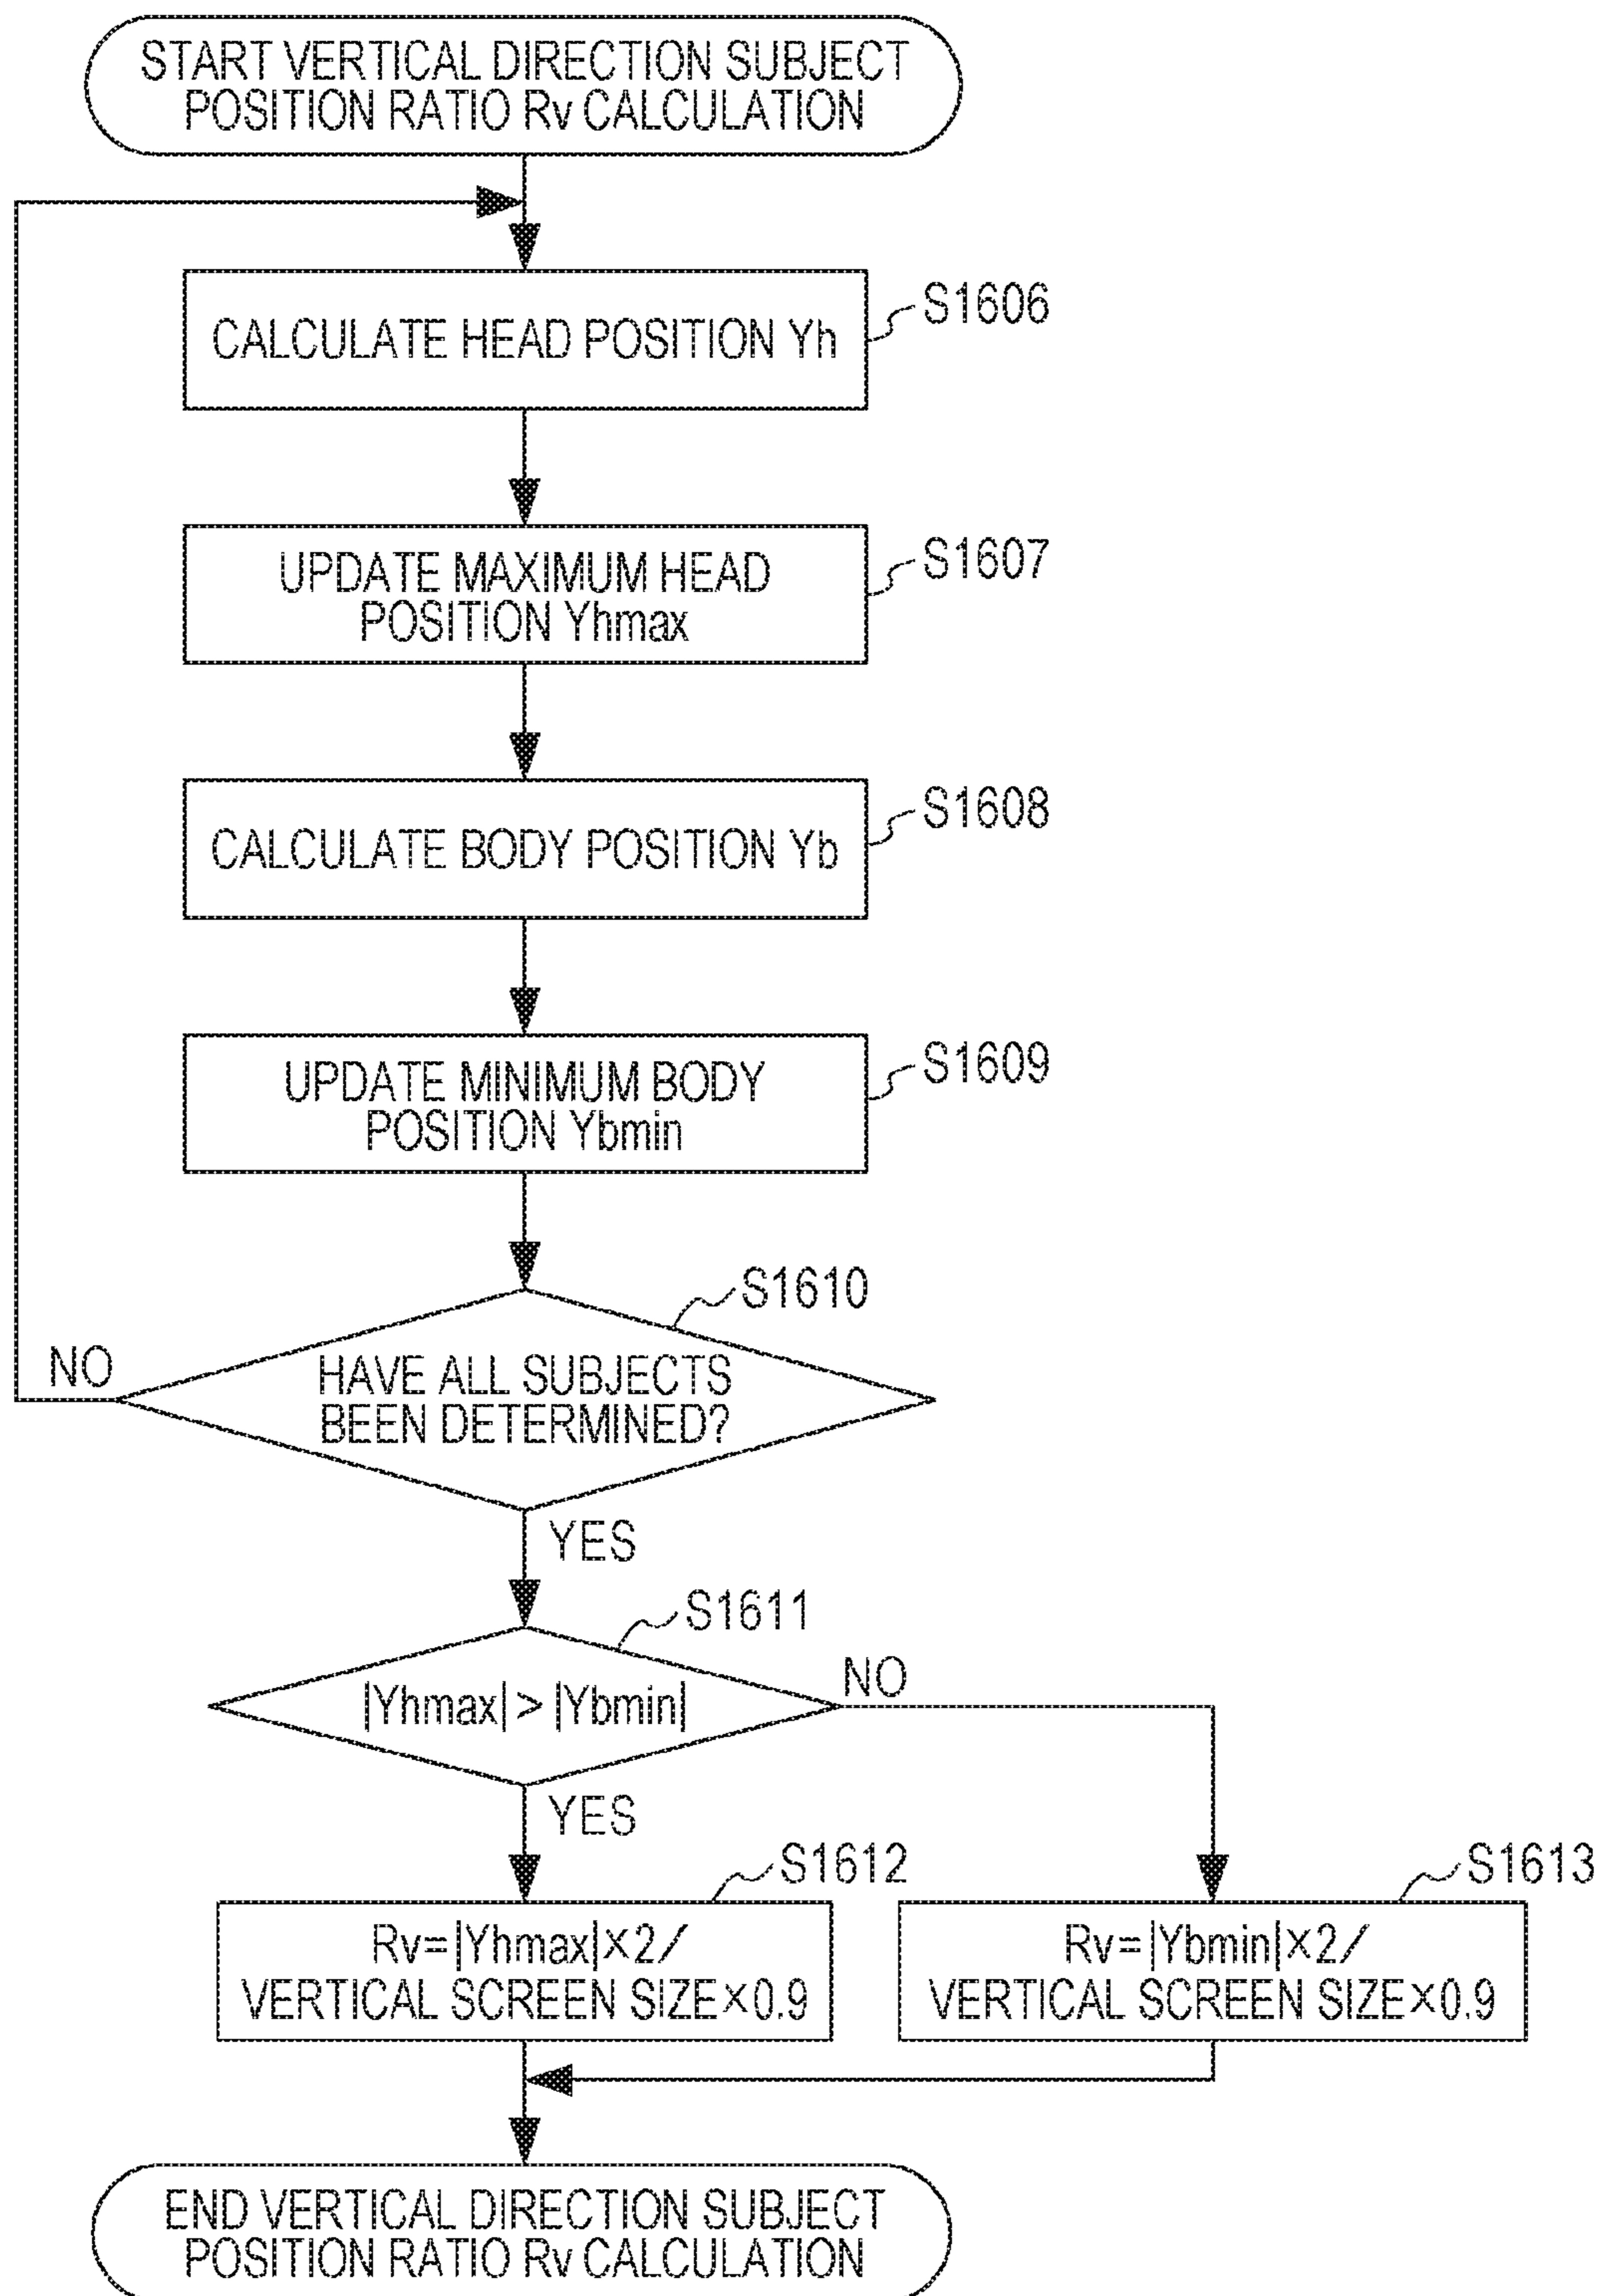 START VERTICAL DIRECTION SUBJECT
POSITION RATIO Rv CALCULATION
S1606
CALCULATE HEAD POSITION Yh
S1607
UPDATE MAXIMUM HEAD
POSITION Yhmax
S1608
CALCULATE BODY POSITION Yb
S1609
UPDATE MINIMUM BODY
POSITION Ybmin
S1610
NO
HAVE ALL SUBJECTS
BEEN DETERMINED?
YES
S1611
|Yhmax| > |Ybmin|
NO
YES
S1612
Rv=|Yhmax|×2/
VERTICAL SCREEN SIZE×0.9
S1613
Rv=|Ybmin|×2/
VERTICAL SCREEN SIZE×0.9
END VERTICAL DIRECTION SUBJECT
POSITION RATIO Rv CALCULATION